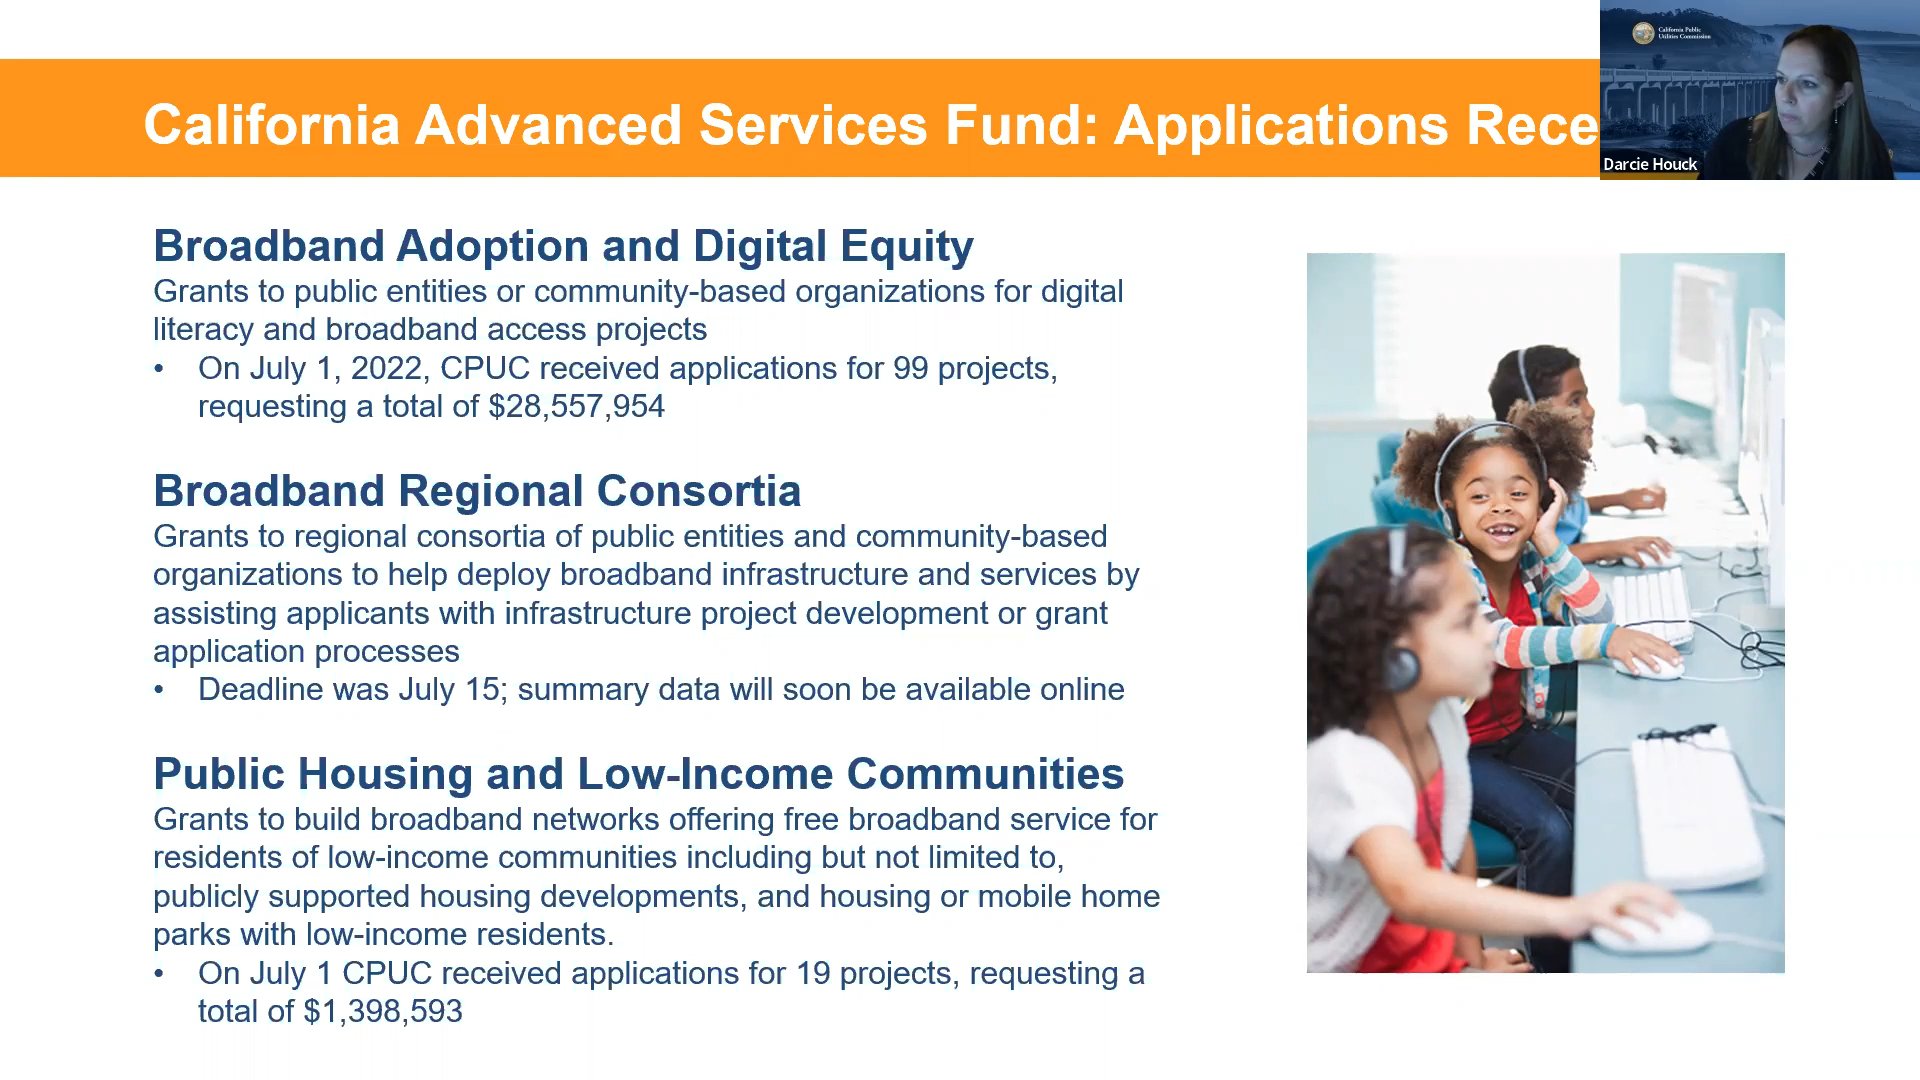 California Public
Utilities Commission
California Advanced Services Fund: Applications Rece
Darcie Houck
Broadband Adoption and Digital Equity
Grants to public entities or community-based organizations for digital
literacy and broadband access projects
• On July 1, 2022, CPUC received applications for 99 projects,
requesting a total of $28,557,954
Broadband Regional Consortia
Grants to regional consortia of public entities and community-based
organizations to help deploy broadband infrastructure and services by
assisting applicants with infrastructure project development or grant
application processes
• Deadline was July 15; summary data will soon be available online
Public Housing and Low-Income Communities
Grants to build broadband networks offering free broadband service for
residents of low-income communities including but not limited to,
publicly supported housing developments, and housing or mobile home
parks with low-income residents.
• On July 1 CPUC received applications for 19 projects, requesting a
total of $1,398,593